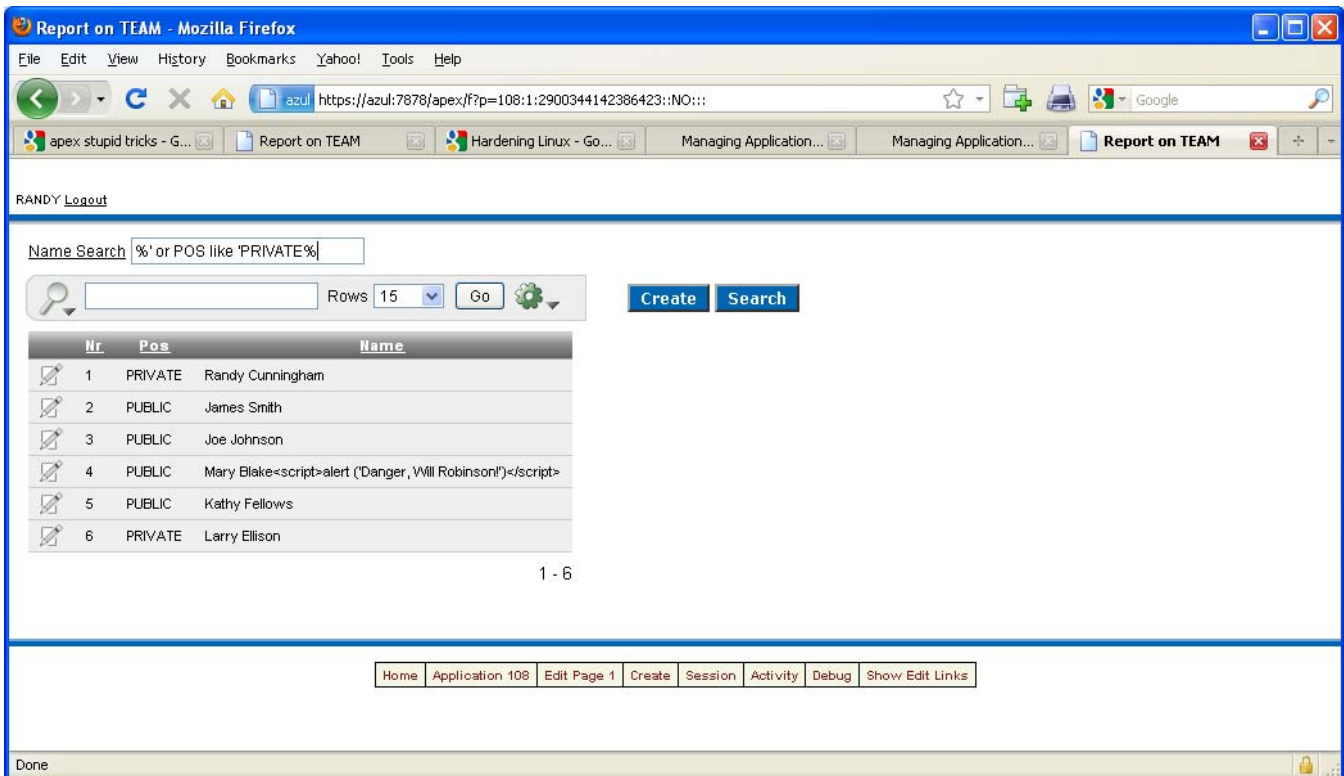 Report on TEAM - Mozilla Firefox
File Edit View History Bookmarks Yahoo! Tools Help
azul https://azul:7878/apex/f?p=108:1:2900344142386423::NO::: Google
apex stupid tricks - G... Report on TEAM Hardening Linux - Go... Managing Application... Managing Application... Report on TEAM
RANDY Logout
Name Search %' or POS like 'PRIVATE%
Rows 15 Go Create Search
Nr Pos Name
1 PRIVATE Randy Cunningham
2 PUBLIC James Smith
3 PUBLIC Joe Johnson
4 PUBLIC Mary Blake<script>alert ('Danger, Will Robinson!')</script>
5 PUBLIC Kathy Fellows
6 PRIVATE Larry Ellison
1 - 6
Home Application 108 Edit Page 1 Create Session Activity Debug Show Edit Links
Done